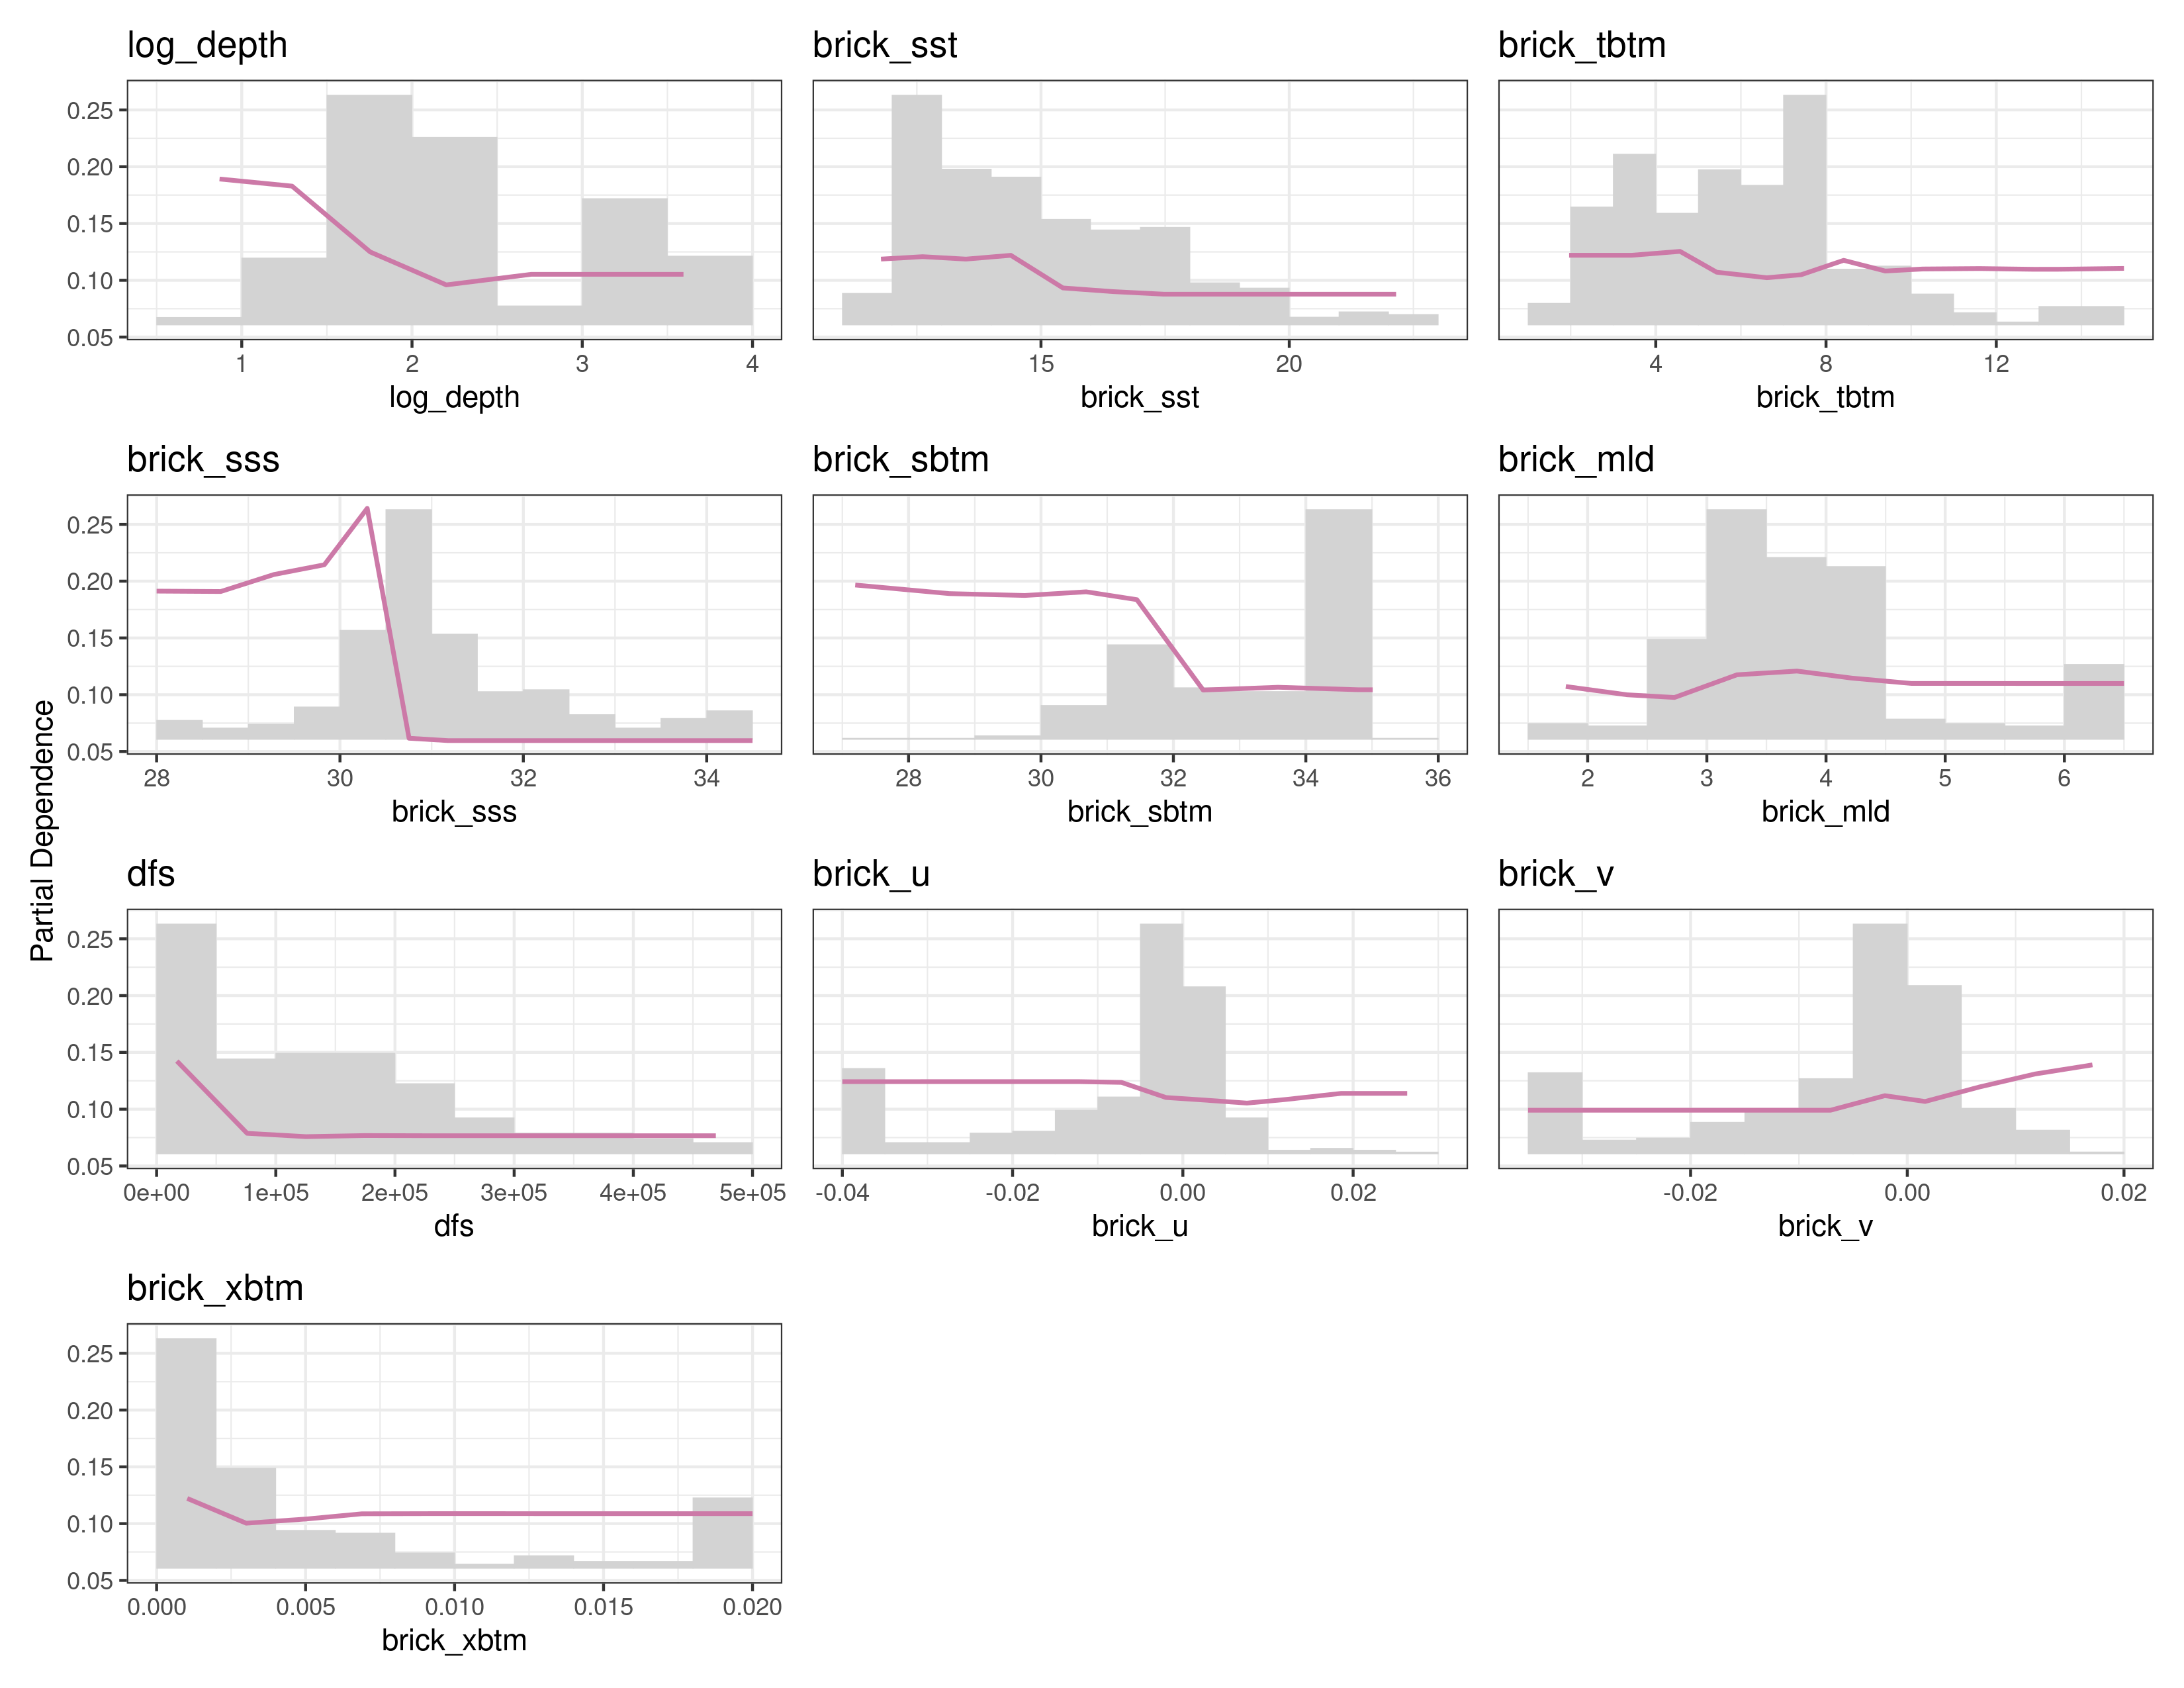 log_depth brick_sst brick_tbtm
0.25
0.20
0.15
0.10
0.05
1 2 3 4 15 20 4 8 12
log_depth brick_sst brick_tbtm
brick_sss brick_sbtm brick_mld
0.25
0.20
0.15
0.10
0.05
28 30 32 34 28 30 32 34 36 2 3 4 5 6
brick_sss brick_sbtm brick_mld
Partial Dependence
dfs brick_u brick_v
0.25
0.20
0.15
0.10
0.05
0e+00 1e+05 2e+05 3e+05 4e+05 5e+05 -0.04 -0.02 0.00 0.02 -0.02 0.00 0.02
dfs brick_u brick_v
brick_xbtm
0.25
0.20
0.15
0.10
0.05
0.000 0.005 0.010 0.015 0.020
brick_xbtm